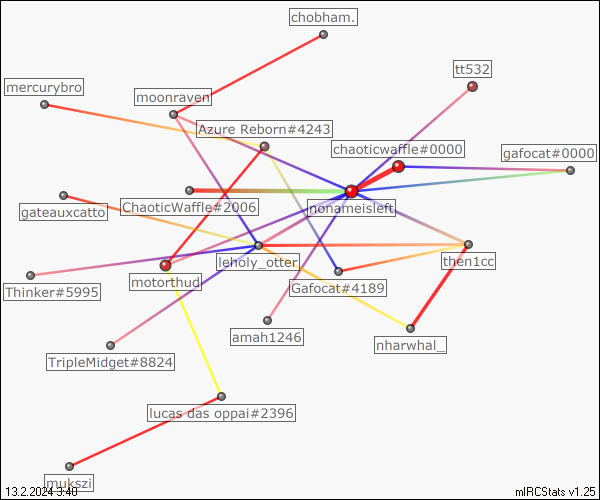 chobham.
tt532
mercurybro
moonraven
Azure Reborn#4243
chaoticwaffle#0000
gafocat#0000
gateauxcatto
ChaoticWaffle#2006
nonameisleft
leholy_otter
then1cc
Thinker#5995
motorthud
Gafocat#4189
amah1246
nharwhal_
TripleMidget#8824
lucas das oppai#2396
mukszi
13.2.2024 3:40
mIRCStats v1.25